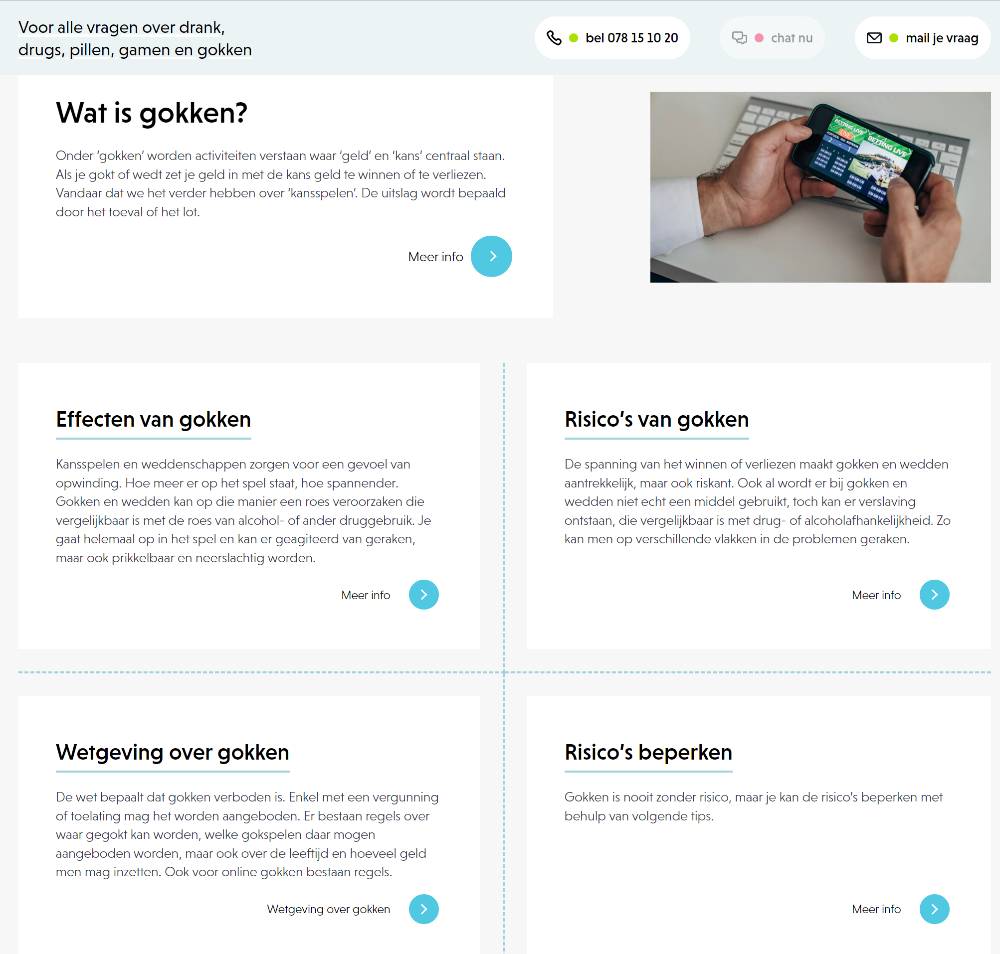 Voor alle vragen over drank,
drugs, pillen, gamen en gokken
bel 078 15 10 20
chat nu
mail je vraag
Wat is gokken?
Onder ‘gokken’ worden activiteiten verstaan waar ‘geld’ en ‘kans’ centraal staan.
Als je gokt of wedt zet je geld in met de kans geld te winnen of te verliezen.
Vandaar dat we het verder hebben over ‘kansspelen’. De uitslag wordt bepaald
door het toeval of het lot.
Meer info
BETTING LIVE
LIVE
BETTING LIVE
Effecten van gokken
Kansspelen en weddenschappen zorgen voor een gevoel van
opwinding. Hoe meer er op het spel staat, hoe spannender.
Gokken en wedden kan op die manier een roes veroorzaken die
vergelijkbaar is met de roes van alcohol- of ander druggebruik. Je
gaat helemaal op in het spel en kan er geagiteerd van geraken,
maar ook prikkelbaar en neerslachtig worden.
Meer info
Risico’s van gokken
De spanning van het winnen of verliezen maakt gokken en wedden
aantrekkelijk, maar ook riskant. Ook al wordt er bij gokken en
wedden niet echt een middel gebruikt, toch kan er verslaving
ontstaan, die vergelijkbaar is met drug- of alcoholafhankelijkheid. Zo
kan men op verschillende vlakken in de problemen geraken.
Meer info
Wetgeving over gokken
De wet bepaalt dat gokken verboden is. Enkel met een vergunning
of toelating mag het worden aangeboden. Er bestaan regels over
waar gegokt kan worden, welke gokspelen daar mogen
aangeboden worden, maar ook over de leeftijd en hoeveel geld
men mag inzetten. Ook voor online gokken bestaan regels.
Wetgeving over gokken
Risico’s beperken
Gokken is nooit zonder risico, maar je kan de risico’s beperken met
behulp van volgende tips.
Meer info